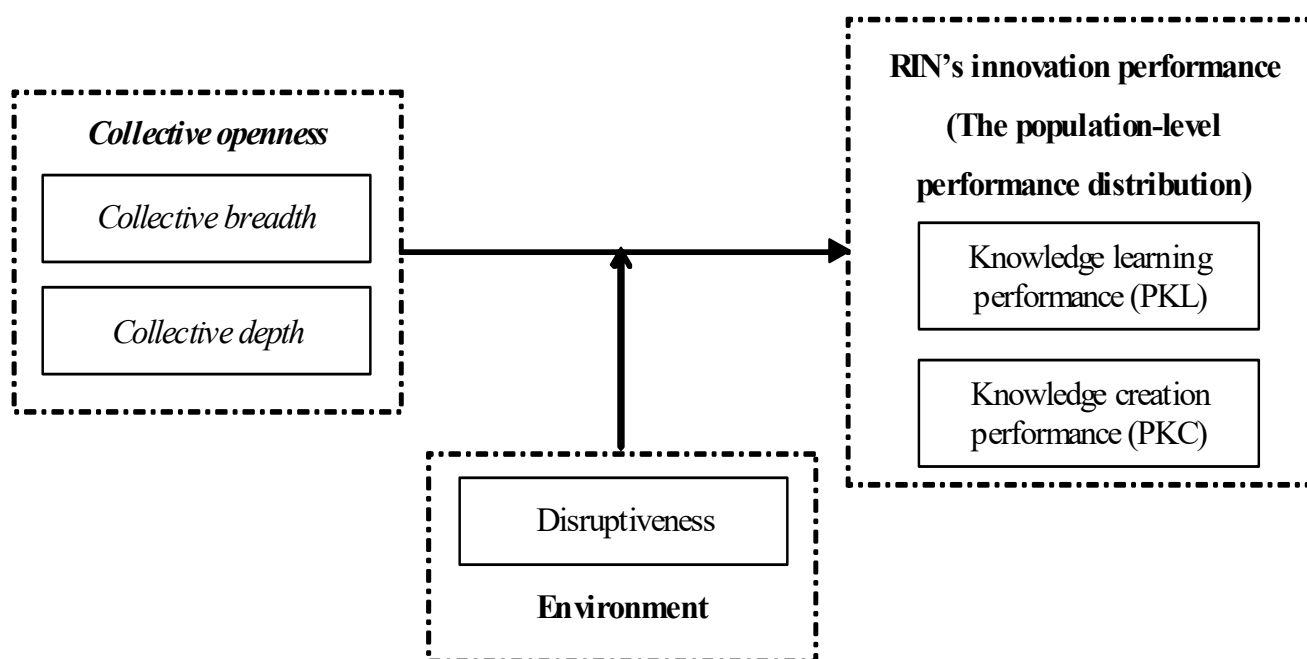 Collective openness
Collective breadth
Collective depth
RIN's innovation performance
(The population-level
performance distribution)
Knowledge learning
performance (PKL)
Knowledge creation
performance (PKC)
Disruptiveness
Environment